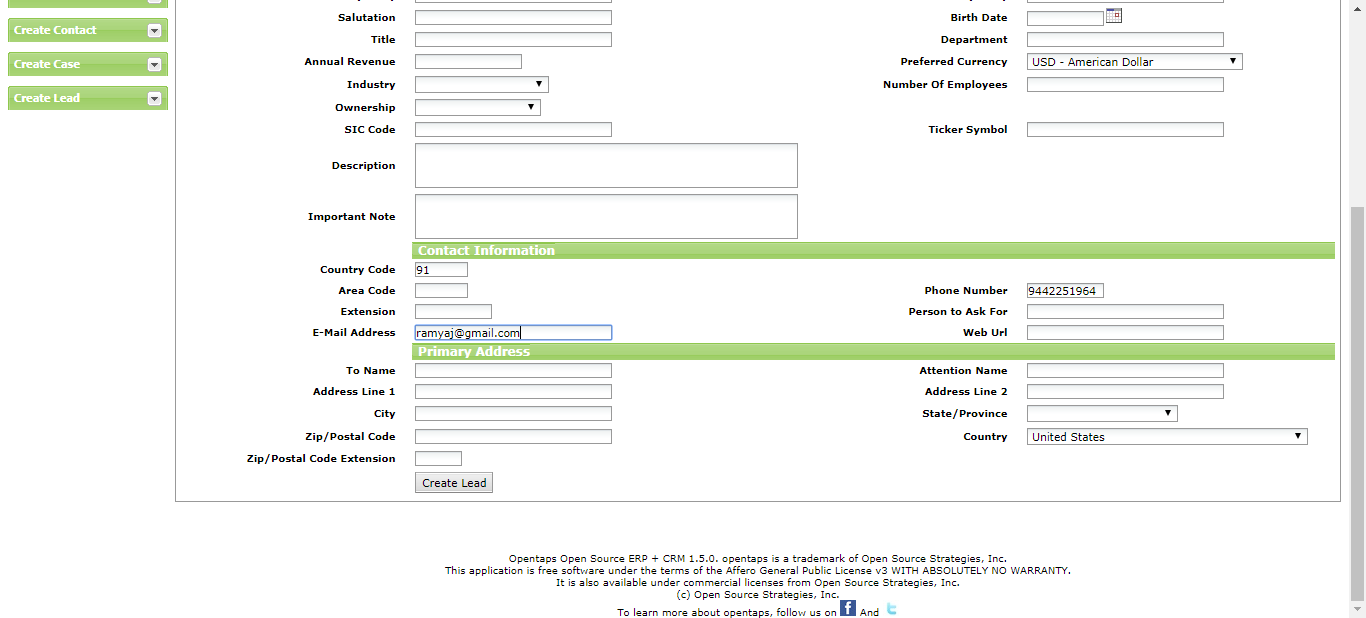 Salutation Birth Date
Create Contact
Title Department
Annual Revenue Preferred Currency USD - American Dollar
Create Case
Industry Number Of Employees
Create Lead
Ownership
SIC Code Ticker Symbol
Description
Important Note
Contact Information
Country Code 91
Area Code Phone Number 9442251964
Extension Person to Ask For
E-Mail Address ramyaj@gmail.com Web Url
Primary Address
To Name Attention Name
Address Line 1 Address Line 2
City State/Province
Zip/Postal Code Country United States
Zip/Postal Code Extension
Create Lead
Opentaps Open Source ERP + CRM 1.5.0. opentaps is a trademark of Open Source Strategies, Inc.
This application is free software under the terms of the Affero General Public License v3 WITH ABSOLUTELY NO WARRANTY.
It is also available under commercial licenses from Open Source Strategies, Inc.
(c) Open Source Strategies, Inc.
To learn more about opentaps, follow us on f And t